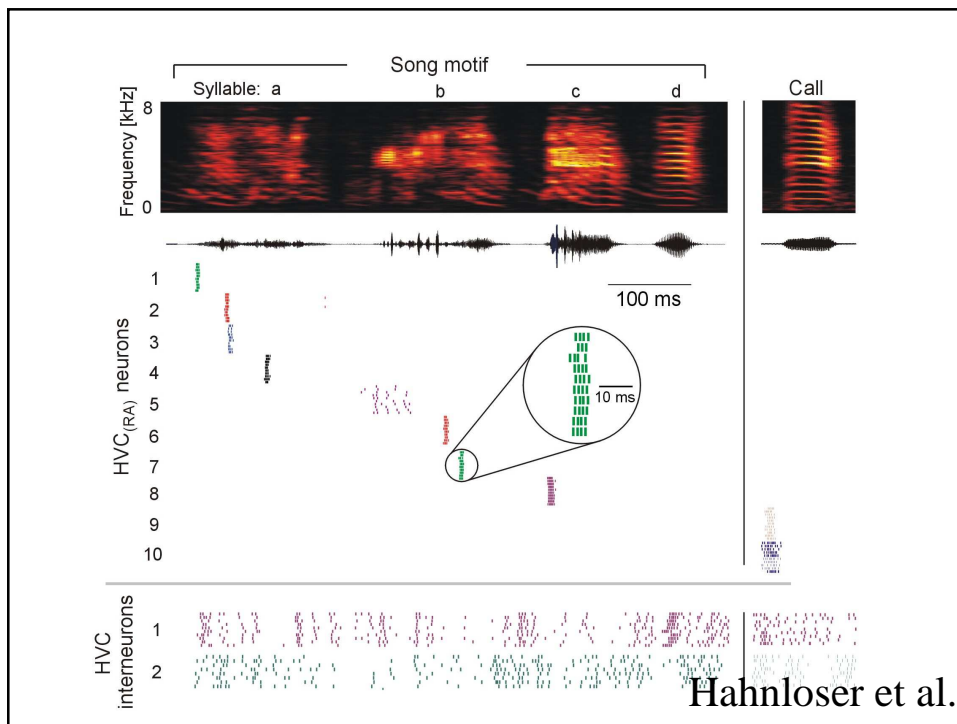 Song motif
Syllable: a b c d Call
Frequency [kHz]
8
0
HVC(RA) neurons
1
2
3
4
5
6
7
8
9
10
100 ms
10 ms
HVC
interneurons
1
2
Hahnloser et al.